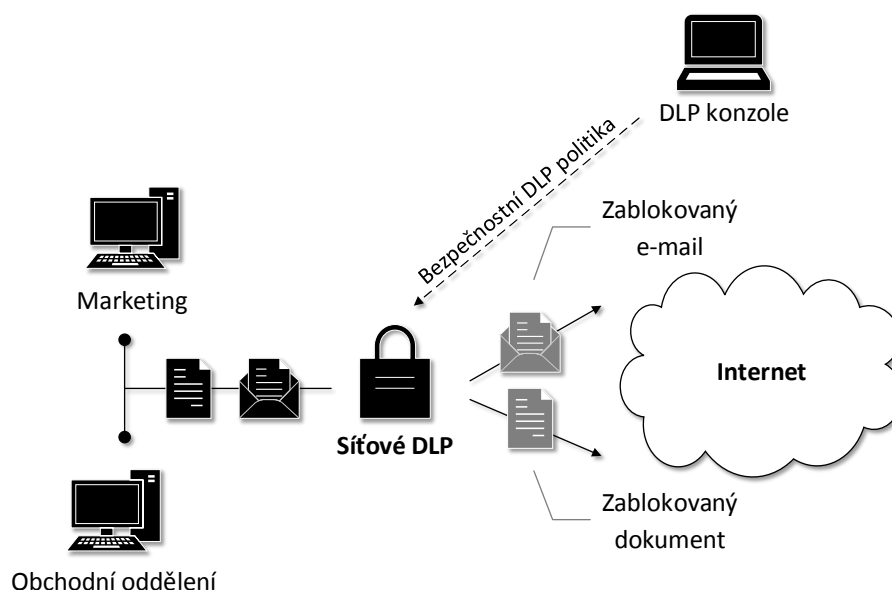 DLP konzole
Bezpečnostní DLP politika
Zablokovaný
e-mail
Marketing
Internet
Síťové DLP
Zablokovaný
dokument
Obchodní oddělení